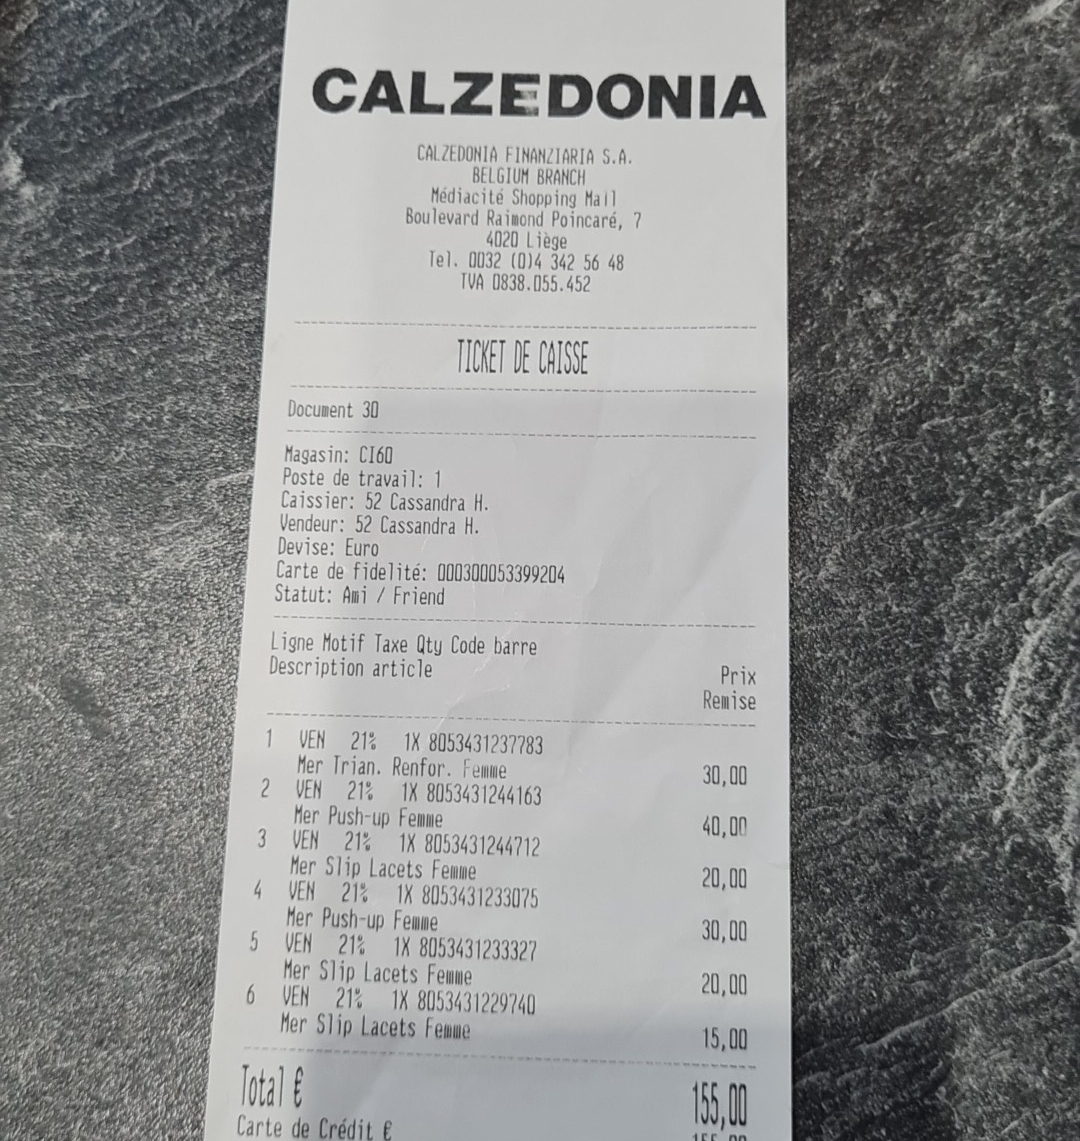 CALZEDONIA
CALZEDONIA FINANZIARIA S.A.
BELGIUM BRANCH
Médiacité Shopping Mall
Boulevard Raimond Poincaré, 7
4020 Liège
Tel. 0032 (0)4 342 56 48
TVA 0838.055.452
TICKET DE CAISSE
Document 30
Magasin: CI60
Poste de travail: 1
Caissier: 52 Cassandra H.
Vendeur: 52 Cassandra H.
Devise: Euro
Carte de fidelité: 000300053399204
Statut: Ami / Friend
Ligne Motif Taxe Qty Code barre
Description article Prix
Remise
1 VEN 21% 1X 8053431237783
Mer Trian. Renfor. Femme 30,00
2 VEN 21% 1X 8053431244163
Mer Push-up Femme 40,00
3 VEN 21% 1X 8053431244712
Mer Slip Lacets Femme 20,00
4 VEN 21% 1X 8053431233075
Mer Push-up Femme 30,00
5 VEN 21% 1X 8053431233327
Mer Slip Lacets Femme 20,00
6 VEN 21% 1X 8053431229740
Mer Slip Lacets Femme 15,00
Total € 155,00
Carte de Crédit €